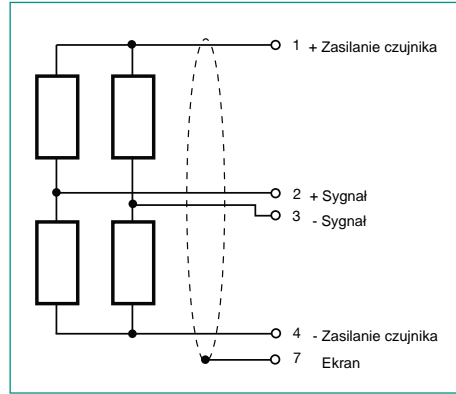 1 + Zasilanie czujnika
2 + Sygnał
3 - Sygnał
4 - Zasilanie czujnika
7 Ekran